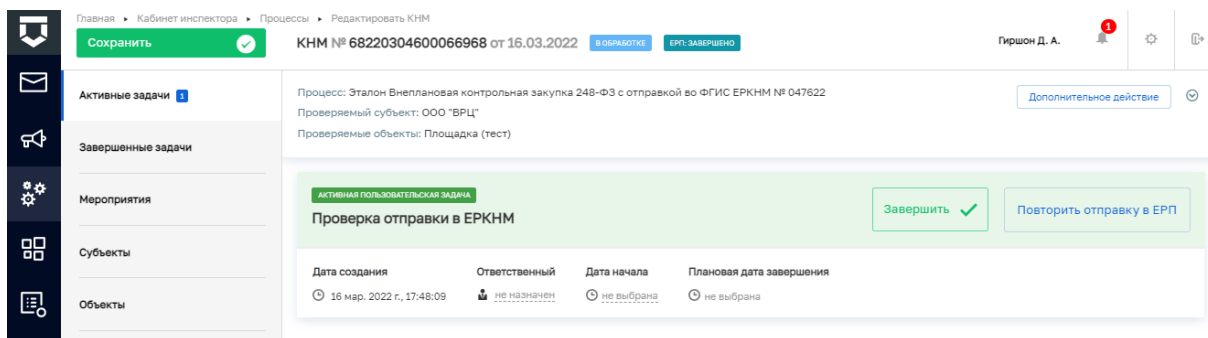 Главная ▸ Кабинет инспектора ▸ Процессы ▸ Редактировать КНМ
Сохранить
КНМ № 68220304600066968 от 16.03.2022 В ОБРАБОТКЕ ЕРП: ЗАВЕРШЕНО
Гиршон Д. А.
1
Активные задачи 1
Завершенные задачи
Мероприятия
Субъекты
Объекты
Процесс: Эталон Внеплановая контрольная закупка 248-ФЗ с отправкой во ФГИС ЕРКНМ № 047622
Проверяемый субъект: ООО "ВРЦ"
Проверяемые объекты: Площадка (тест)
Дополнительное действие
АКТИВНАЯ ПОЛЬЗОВАТЕЛЬСКАЯ ЗАДАЧА
Проверка отправки в ЕРКНМ
Завершить
Повторить отправку в ЕРП
Дата создания Ответственный Дата начала Плановая дата завершения
16 мар. 2022 г., 17:48:09 не назначен не выбрана не выбрана